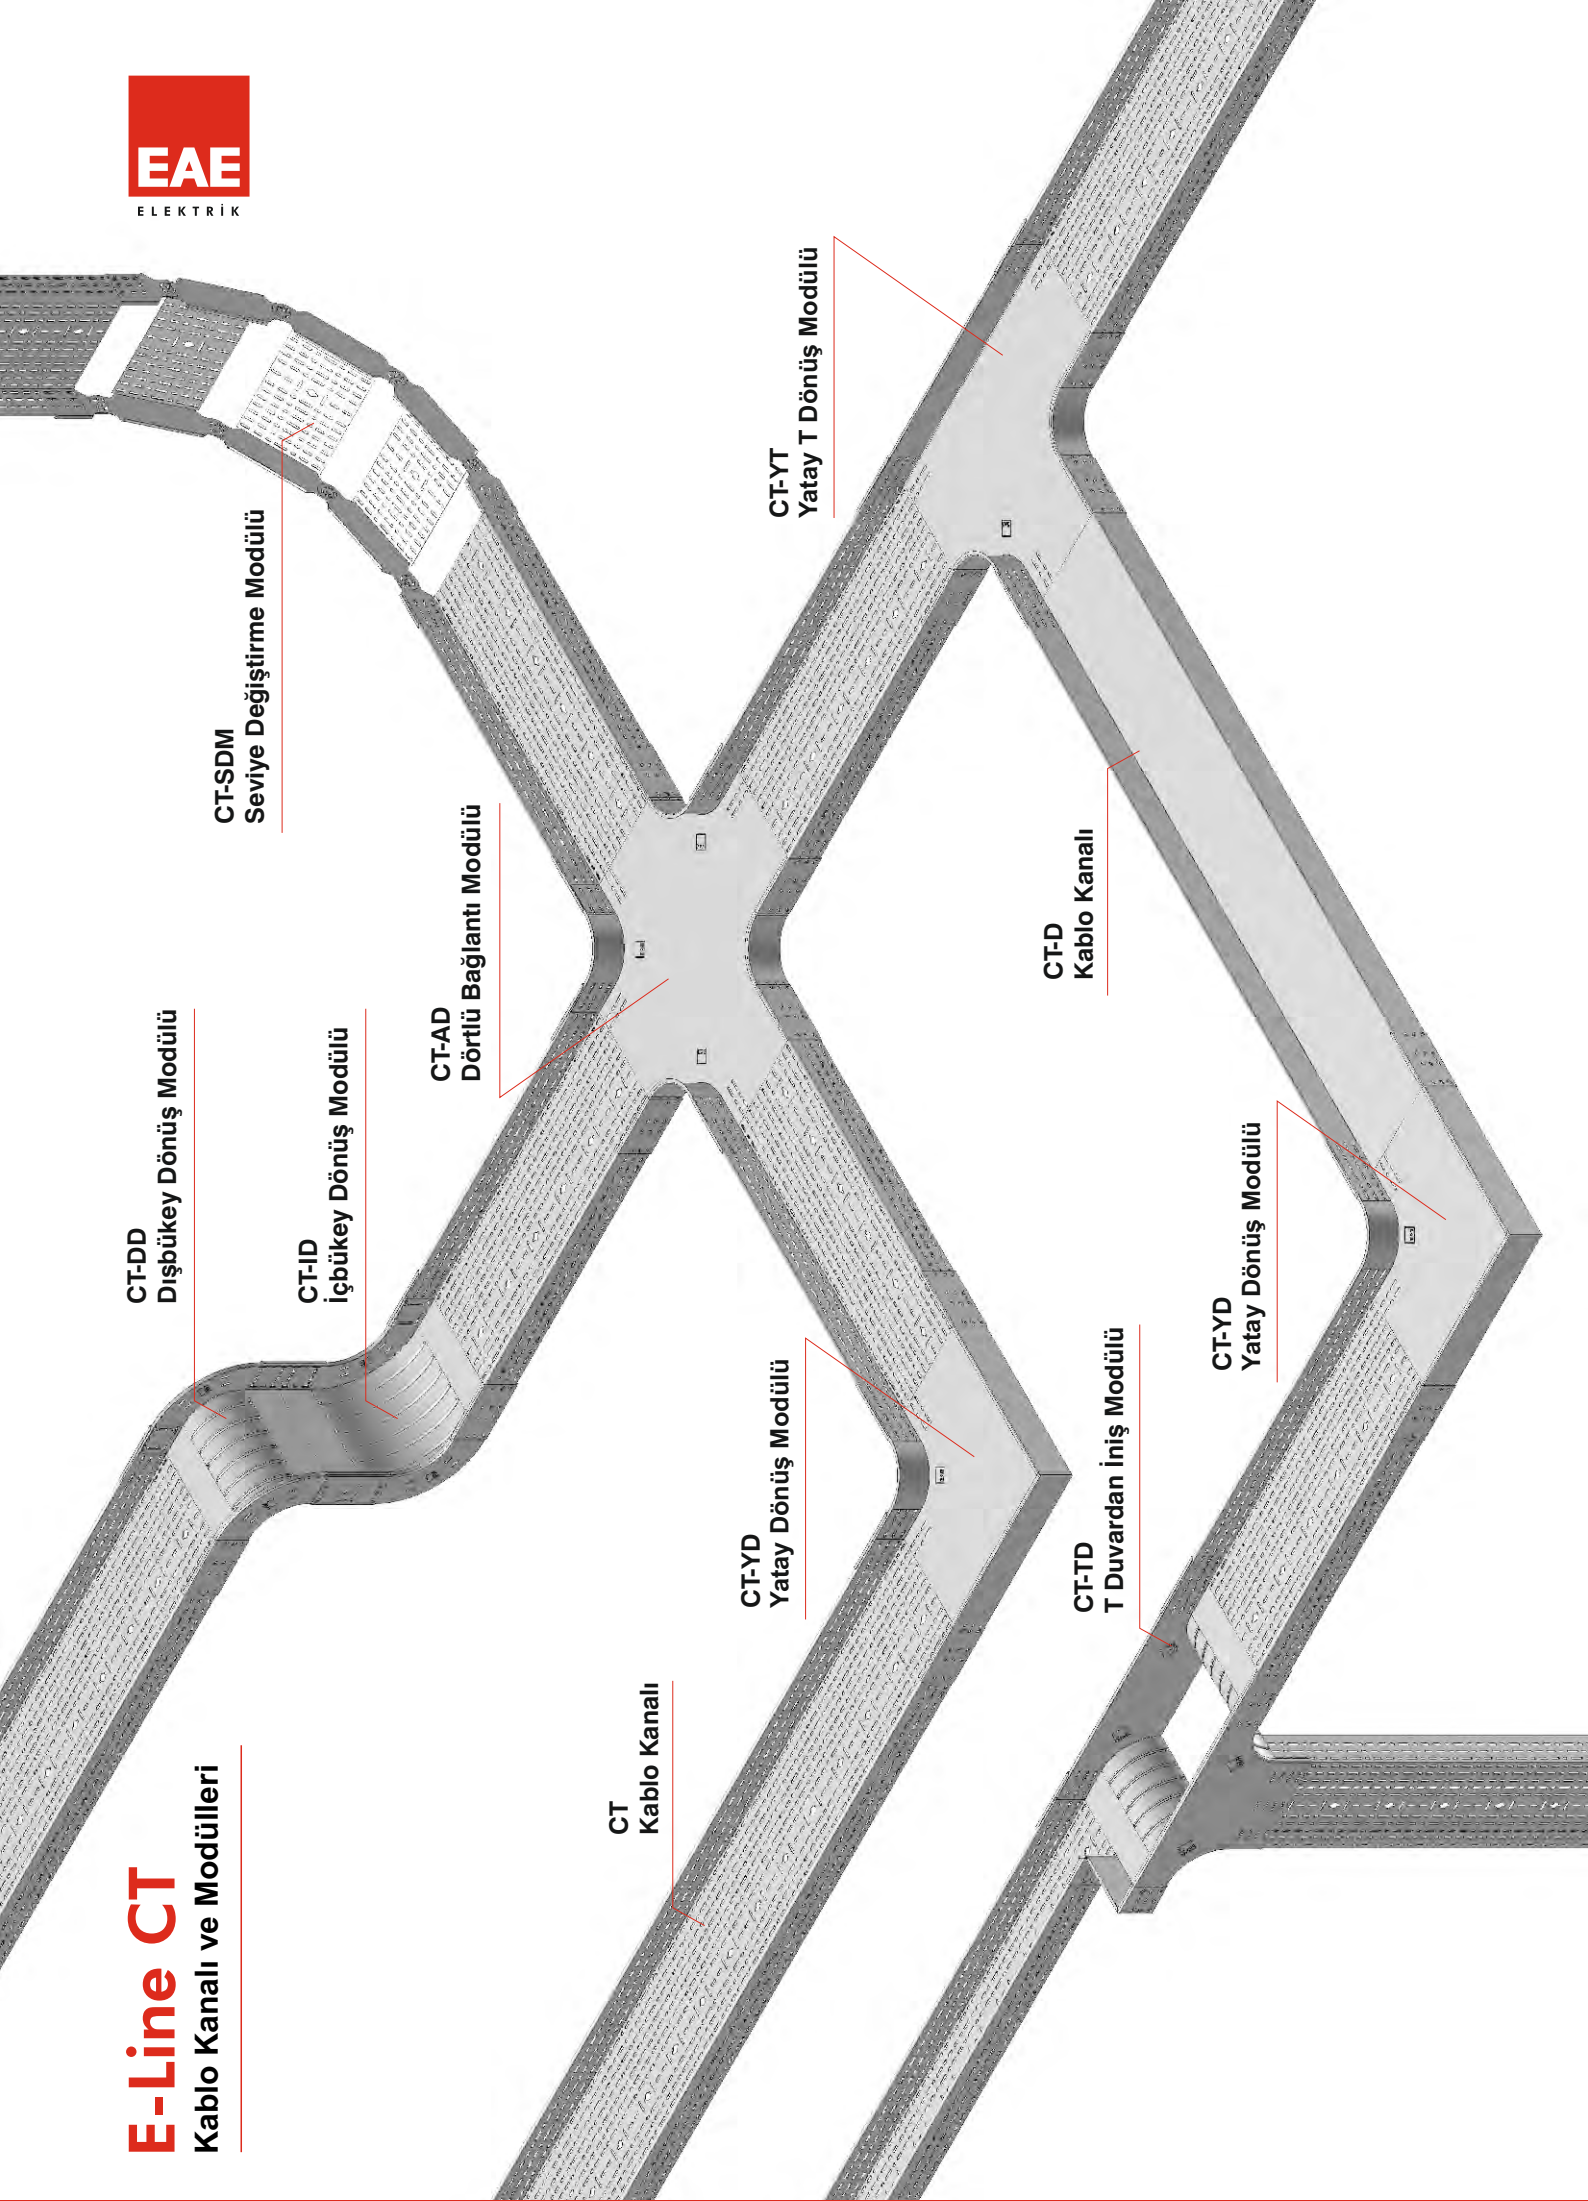 EAE
ELEKTRİK
E-Line CT
Kablo Kanalı ve Modülleri
CT-DD
Dışbükey Dönüş Modülü
CT-ID
İçbükey Dönüş Modülü
CT-SDM
Seviye Değiştirme Modülü
CT-AD
Dörtlü Bağlantı Modülü
CT
Kablo Kanalı
CT-YD
Yatay Dönüş Modülü
CT-YT
Yatay T Dönüş Modülü
CT-D
Kablo Kanalı
CT-TD
T Duvardan İniş Modülü
CT-YD
Yatay Dönüş Modülü